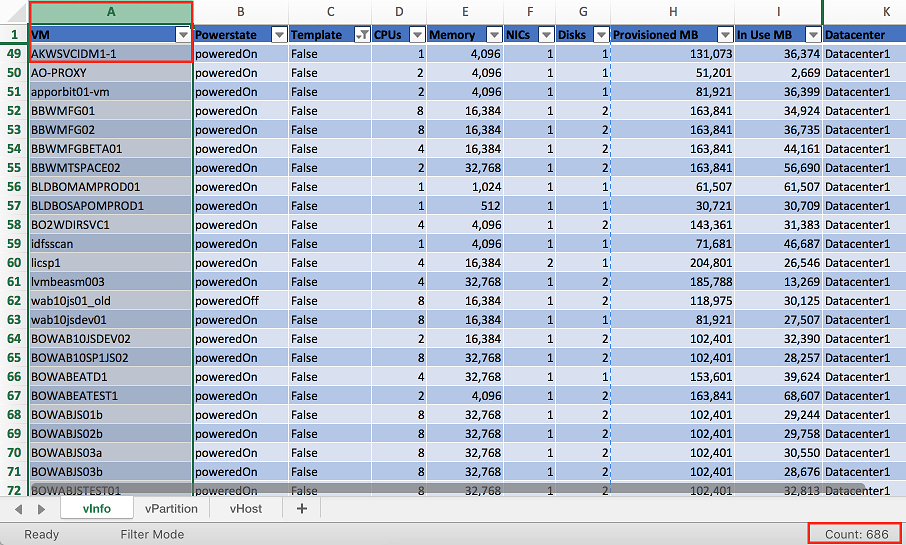 A B C D E F G H I K
1 VM Powerstate Template CPUs Memory NICs Disks Provisioned MB In Use MB Datacenter
49 AKWSVCIDM1-1 poweredOn False 1 4,096 1 1 131,073 36,374 Datacenter1
50 AO-PROXY poweredOn False 2 4,096 1 1 51,201 2,669 Datacenter1
51 apporbit01-vm poweredOn False 2 4,096 1 1 81,921 36,399 Datacenter1
52 BBWMFG01 poweredOn False 8 16,384 1 2 163,841 34,924 Datacenter1
53 BBWMFG02 poweredOn False 8 16,384 1 2 163,841 36,735 Datacenter1
54 BBWMFGBETA01 poweredOn False 4 16,384 1 2 163,841 44,161 Datacenter1
55 BBWMTSPACE02 poweredOn False 2 32,768 1 2 163,841 56,690 Datacenter1
56 BLDBOMAMPROD01 poweredOn False 1 1,024 1 1 61,507 61,507 Datacenter1
57 BLDBOSAPOMPROD1 poweredOn False 1 512 1 1 30,721 30,709 Datacenter1
58 BO2WDIRSVC1 poweredOn False 4 4,096 1 2 143,361 31,383 Datacenter1
59 idfsscan poweredOn False 1 4,096 1 1 71,681 46,687 Datacenter1
60 licsp1 poweredOn False 4 16,384 2 1 204,801 26,546 Datacenter1
61 lvmbeasm003 poweredOn False 4 32,768 1 2 185,788 13,269 Datacenter1
62 wab10js01_old poweredOff False 8 16,384 1 2 118,975 30,125 Datacenter1
63 wab10jsdev01 poweredOn False 8 16,384 1 1 81,921 27,507 Datacenter1
64 BOWAB10JSDEV02 poweredOn False 2 16,384 1 2 102,401 32,390 Datacenter1
65 BOWAB10SP1JS02 poweredOn False 8 32,768 1 2 102,401 28,257 Datacenter1
66 BOWABEATD1 poweredOn False 4 32,768 1 1 153,601 39,624 Datacenter1
67 BOWABEATEST1 poweredOn False 2 4,096 1 2 163,841 68,607 Datacenter1
68 BOWABJS01b poweredOn False 8 32,768 1 2 102,401 29,244 Datacenter1
69 BOWABJS02b poweredOn False 8 32,768 1 2 102,401 29,758 Datacenter1
70 BOWABJS03a poweredOn False 8 32,768 1 2 102,401 30,550 Datacenter1
71 BOWABJS03b poweredOn False 8 32,768 1 2 102,401 28,676 Datacenter1
72 BOWABJSTEST01 poweredOn False 8 32,768 1 2 102,401 32,813 Datacenter1
vInfo vPartition vHost +
Ready Filter Mode Count: 686